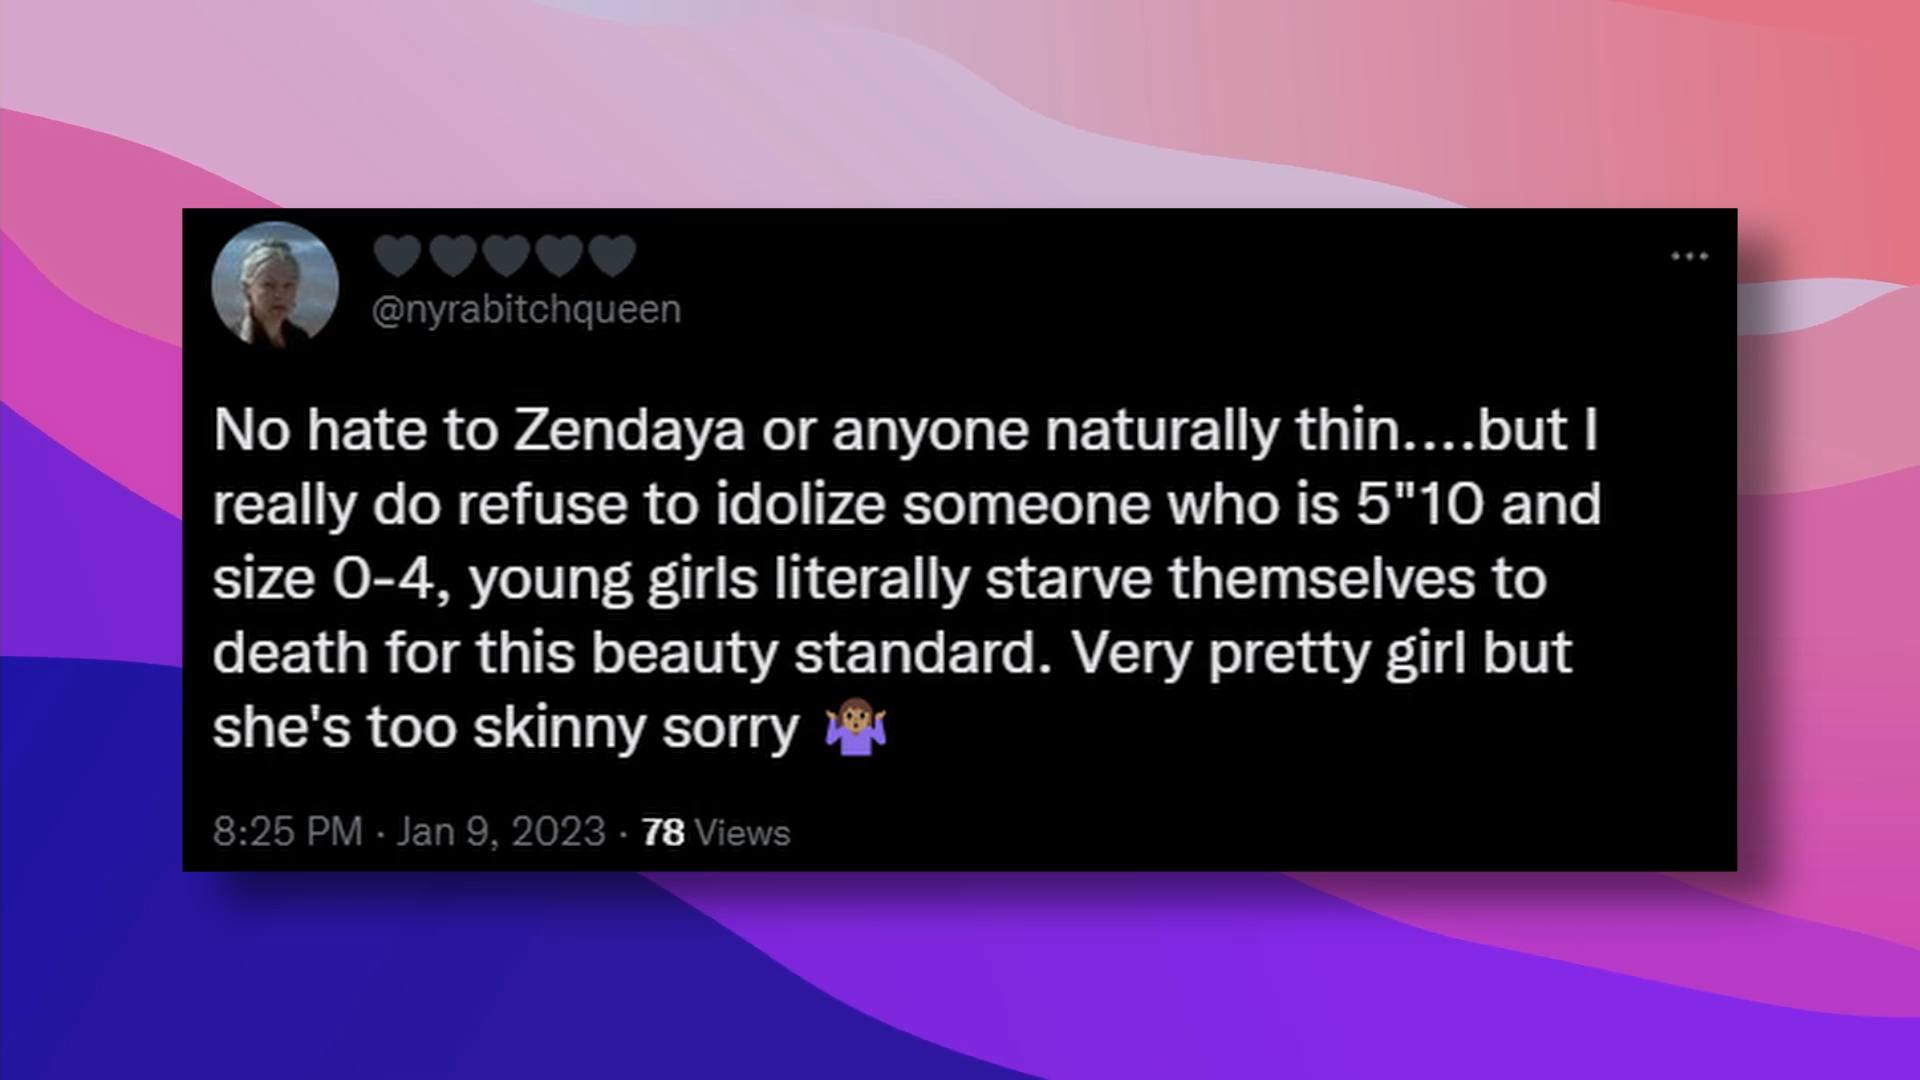 🖤🖤🖤🖤🖤
@nyrabitchqueen
No hate to Zendaya or anyone naturally thin....but I
really do refuse to idolize someone who is 5"10 and
size 0-4, young girls literally starve themselves to
death for this beauty standard. Very pretty girl but
she's too skinny sorry 🤷🏽‍♀️
8:25 PM · Jan 9, 2023 · 78 Views